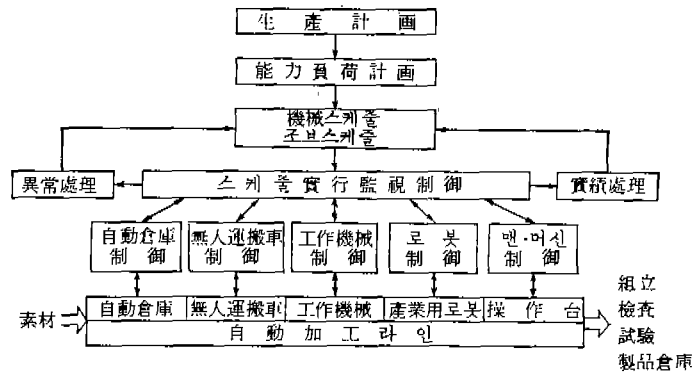 生産計画
能力負荷計画
機械스케줄
조브스케줄
異常處理
스케줄實行監視制御
實績處理
自動倉庫
制御
無人運搬車
制御
工作機械
制御
로봇
制御
맨·머신
制御
素材
自動倉庫
無人運搬車
工作機械
產業用로봇
操作台
自動加工라인
組立
檢査
試驗
製品倉庫